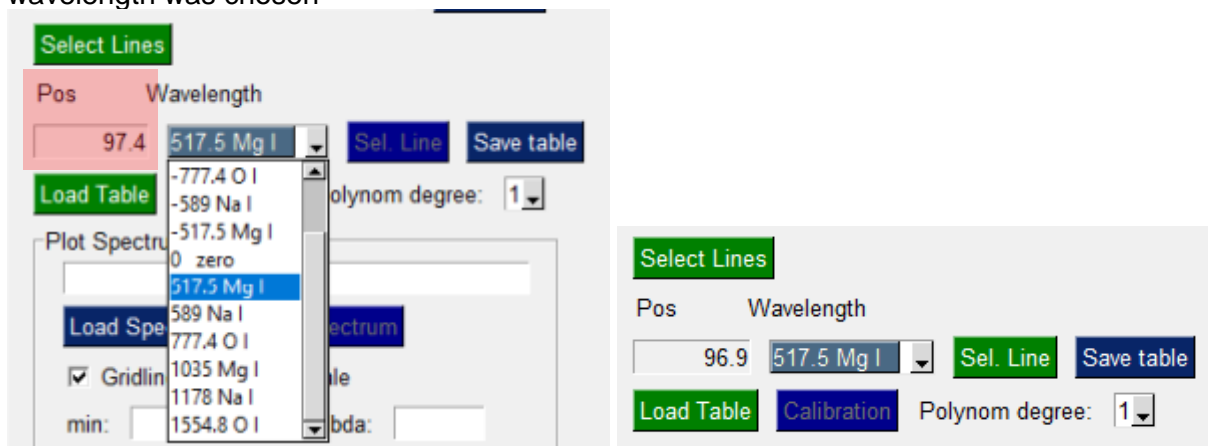 wavelength was chosen
Select Lines
Pos Wavelength
97.4 517.5 Mg I Sel. Line Save table
-777.4 O I
Load Table -589 Na I olynom degree: 1
-517.5 Mg I
Plot Spectru
0 zero
517.5 Mg I
589 Na I
Load Spe ectrum
777.4 O I
1035 Mg I
Gridlin le
1178 Na I
min: 1554.8 O I bda:
Select Lines
Pos Wavelength
96.9 517.5 Mg I Sel. Line Save table
Load Table Calibration Polynom degree: 1